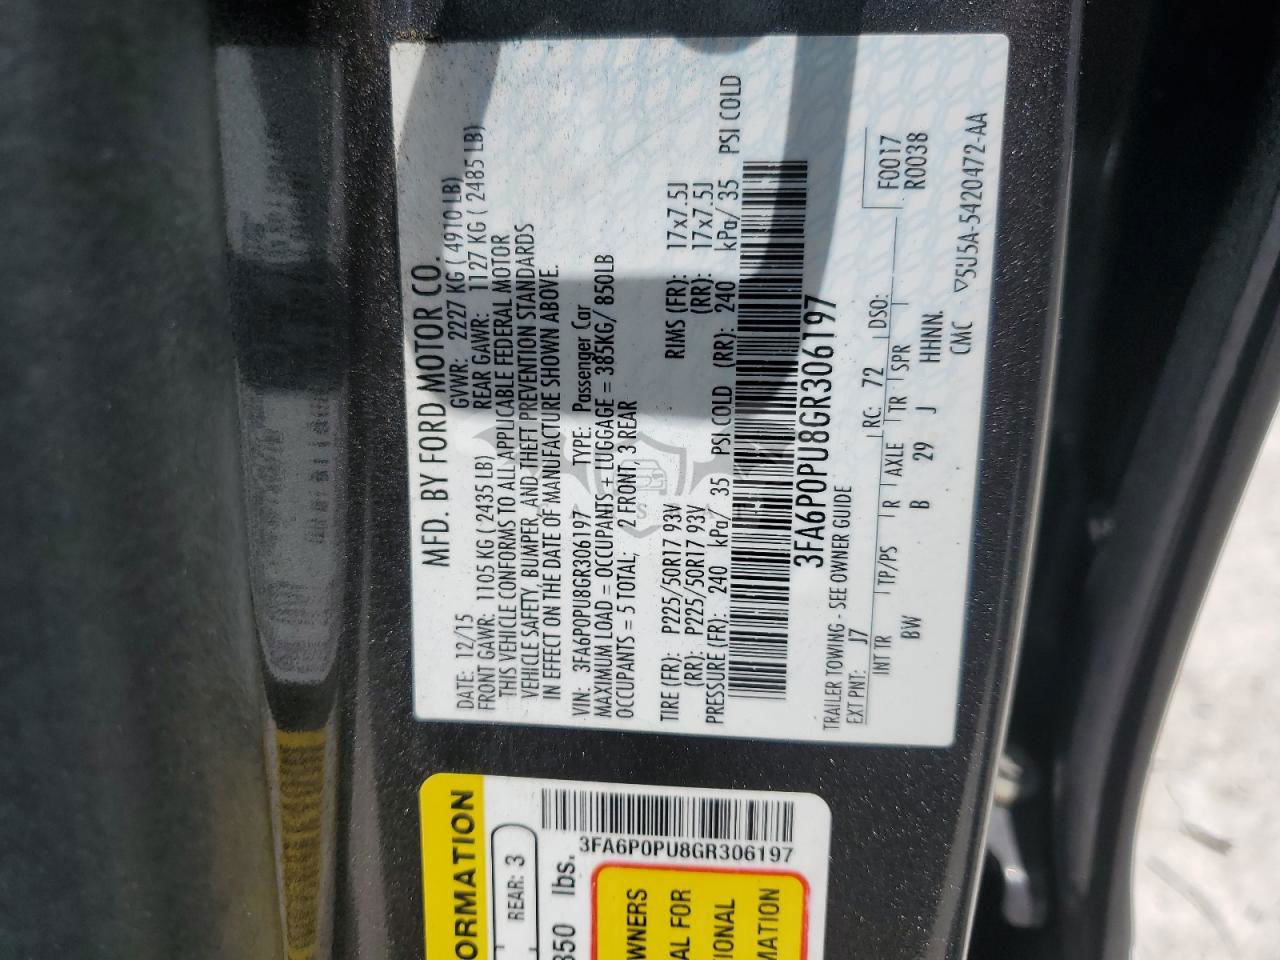 MFD. BY FORD MOTOR CO.
DATE: 12/15 GVWR: 2227 KG ( 4910 LB)
FRONT GAWR: 1105 KG ( 2435 LB) REAR GAWR: 1127 KG ( 2485 LB)
THIS VEHICLE CONFORMS TO ALL APPLICABLE FEDERAL MOTOR
VEHICLE SAFETY, BUMPER, AND THEFT PREVENTION STANDARDS
IN EFFECT ON THE DATE OF MANUFACTURE SHOWN ABOVE.
VIN: 3FA6P0PU8GR306197 TYPE: Passenger Car
MAXIMUM LOAD = OCCUPANTS + LUGGAGE = 385KG/ 850LB
OCCUPANTS = 5 TOTAL; 2 FRONT, 3 REAR
TIRE (FR): P225/50R17 93V RIMS (FR): 17x7.5J
(RR): P225/50R17 93V (RR): 17x7.5J
PRESSURE (FR): 240 kPa/ 35 PSI COLD (RR): 240 kPa/ 35 PSI COLD
3FA6P0PU8GR306197
TRAILER TOWING - SEE OWNER GUIDE
EXT PNT: J7 RC: 72 DSO: F0017
R0038
INT TR TP/PS R AXLE TR SPR
BW B 29 J HHNN.
CMC ▽5U5A-5420472-AA
ORMATION
REAR: 3
850 lbs.
3FA6P0PU8GR306197
WNERS
AL FOR
IONAL
MATION